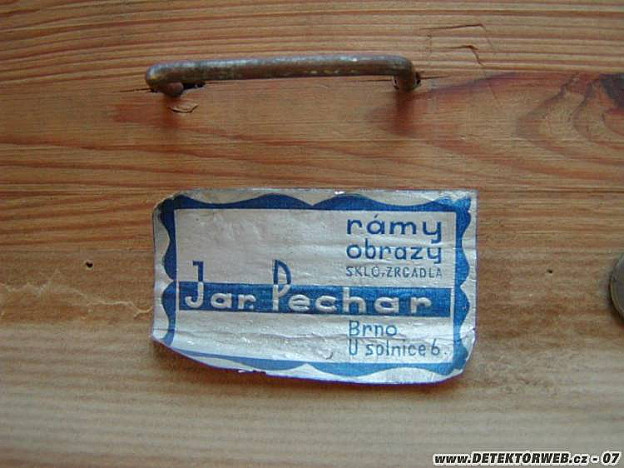 rámy
obrazy
SKLO, ZRCADLA
Jar. Pechar
Brno
U solnice 6.
www.DETEKTORWEB.cz - 07